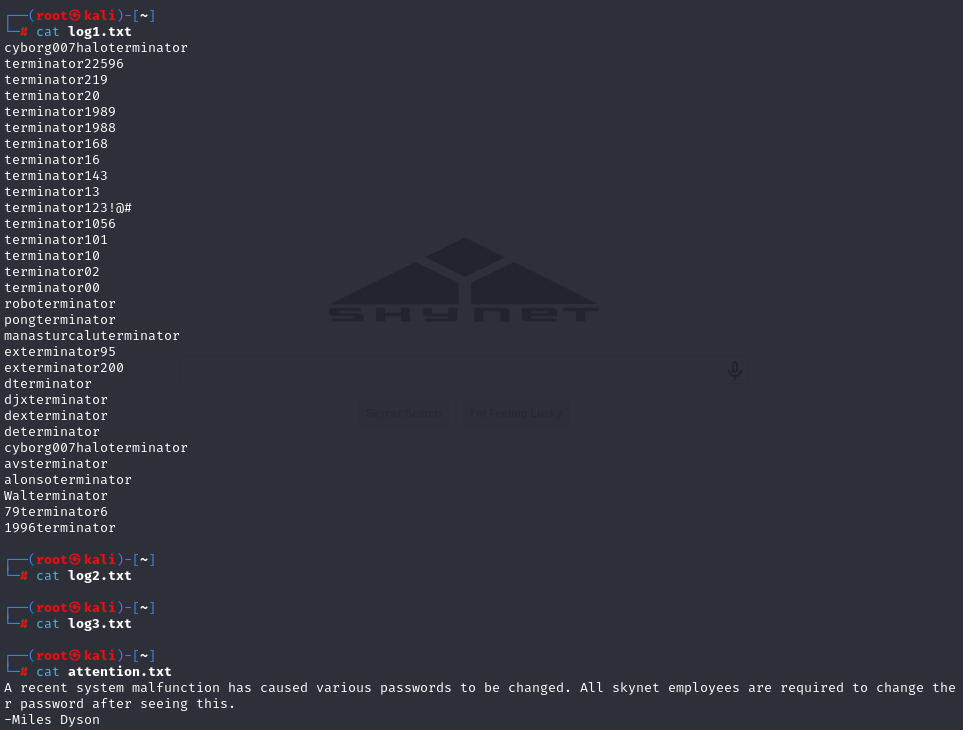 ┌──(root㉿kali)-[~]
└─# cat log1.txt
cyborg007haloterminator
terminator22596
terminator219
terminator20
terminator1989
terminator1988
terminator168
terminator16
terminator143
terminator13
terminator123!@#
terminator1056
terminator101
terminator10
terminator02
terminator00
roboterminator
pongterminator
manasturcaluterminator
exterminator95
exterminator200
dterminator
djxterminator
dexterminator
determinator
cyborg007haloterminator
avsterminator
alonsoterminator
Walterminator
79terminator6
1996terminator
┌──(root㉿kali)-[~]
└─# cat log2.txt
┌──(root㉿kali)-[~]
└─# cat log3.txt
┌──(root㉿kali)-[~]
└─# cat attention.txt
A recent system malfunction has caused various passwords to be changed. All skynet employees are required to change the
r password after seeing this.
-Miles Dyson
SKYNET
Skynet Search
I'm Feeling Lucky